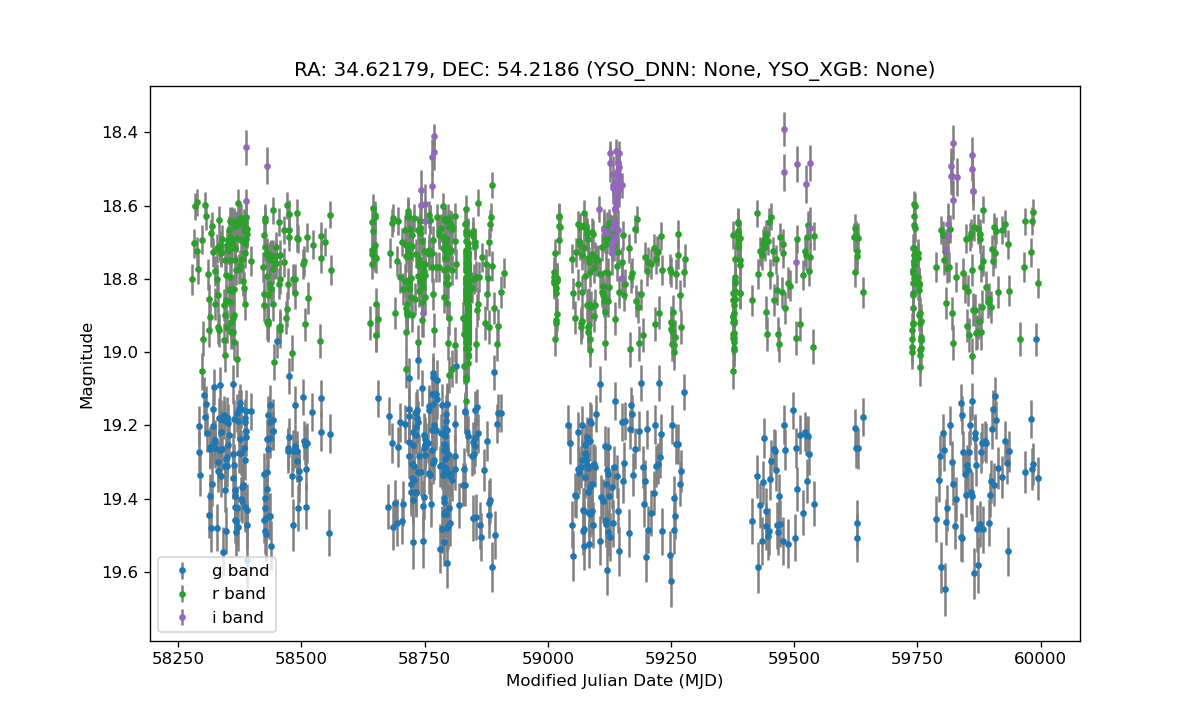 RA: 34.62179, DEC: 54.2186 (YSO_DNN: None, YSO_XGB: None)
18.4
18.6
18.8
19.0
19.2
19.4
19.6
Magnitude
g band
r band
i band
58250 58500 58750 59000 59250 59500 59750 60000
Modified Julian Date (MJD)